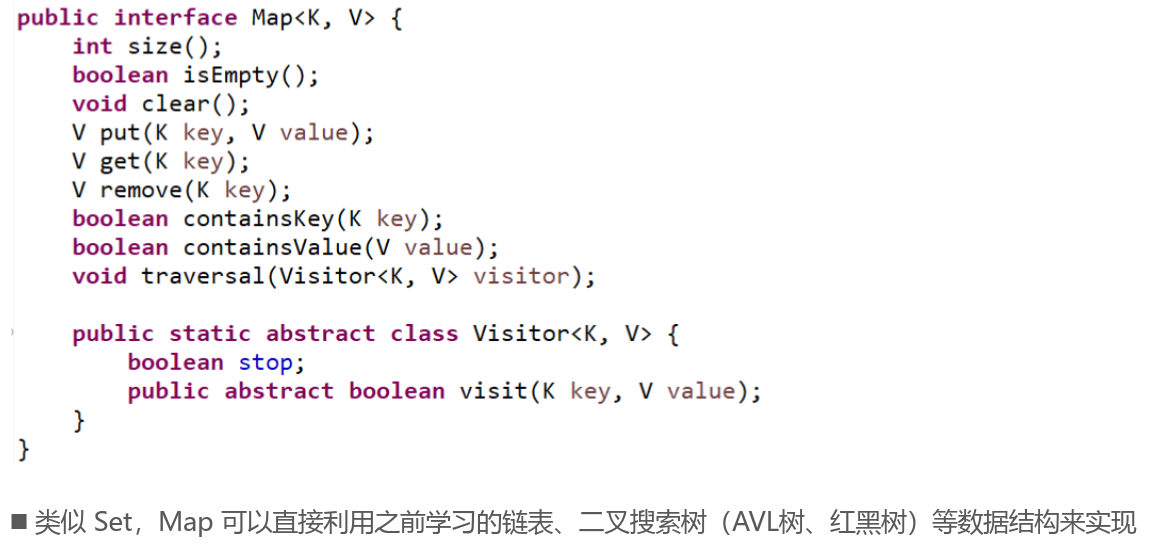 public interface Map<K, V> {
    int size();
    boolean isEmpty();
    void clear();
    V put(K key, V value);
    V get(K key);
    V remove(K key);
    boolean containsKey(K key);
    boolean containsValue(V value);
    void traversal(Visitor<K, V> visitor);

    public static abstract class Visitor<K, V> {
        boolean stop;
        public abstract boolean visit(K key, V value);
    }
}
■ 类似 Set，Map 可以直接利用之前学习的链表、二叉搜索树（AVL树、红黑树）等数据结构来实现